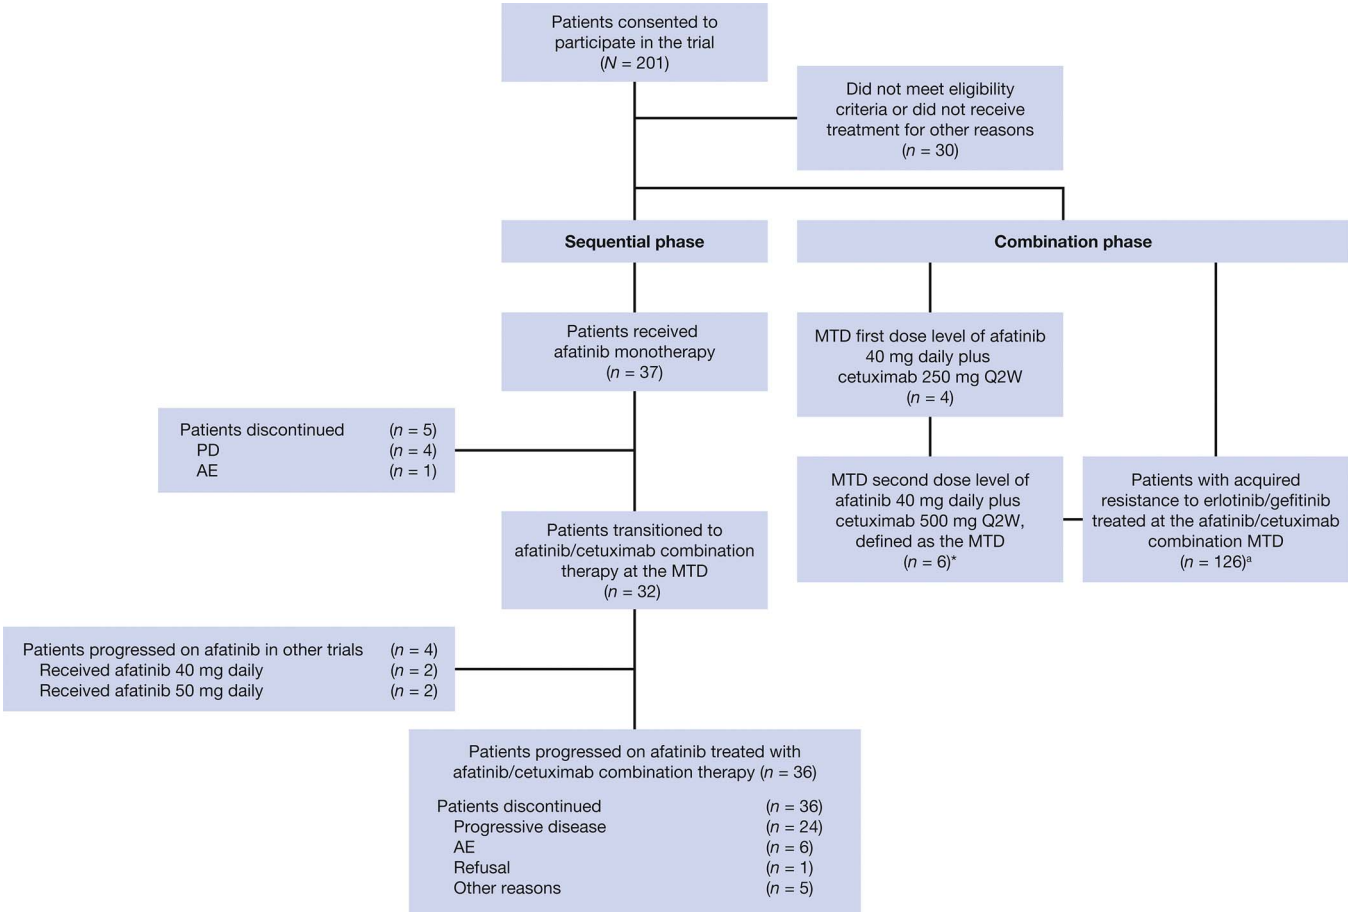 Patients consented to
participate in the trial
(N = 201)
Did not meet eligibility
criteria or did not receive
treatment for other reasons
(n = 30)
Sequential phase
Combination phase
Patients received
afatinib monotherapy
(n = 37)
MTD first dose level of afatinib
40 mg daily plus
cetuximab 250 mg Q2W
(n = 4)
Patients discontinued (n = 5)
PD (n = 4)
AE (n = 1)
MTD second dose level of
afatinib 40 mg daily plus
cetuximab 500 mg Q2W,
defined as the MTD
(n = 6)*
Patients with acquired
resistance to erlotinib/gefitinib
treated at the afatinib/cetuximab
combination MTD
(n = 126)ᵃ
Patients transitioned to
afatinib/cetuximab combination
therapy at the MTD
(n = 32)
Patients progressed on afatinib in other trials (n = 4)
Received afatinib 40 mg daily (n = 2)
Received afatinib 50 mg daily (n = 2)
Patients progressed on afatinib treated with
afatinib/cetuximab combination therapy (n = 36)
Patients discontinued (n = 36)
Progressive disease (n = 24)
AE (n = 6)
Refusal (n = 1)
Other reasons (n = 5)